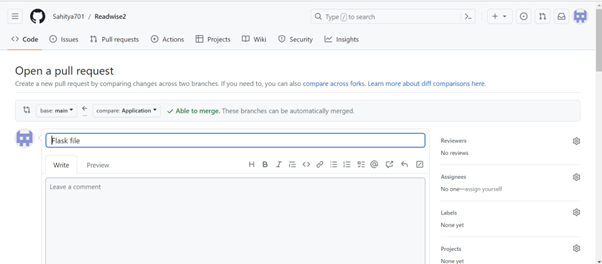 Sahitya701 / Readwise2
Type / to search
Code Issues Pull requests Actions Projects Wiki Security Insights
Open a pull request
Create a new pull request by comparing changes across two branches. If you need to, you can also compare across forks. Learn more about diff comparisons here.
base: main compare: Application Able to merge. These branches can be automatically merged.
Flask file
Write Preview
Leave a comment
Reviewers
No reviews
Assignees
No one—assign yourself
Labels
None yet
Projects
None yet